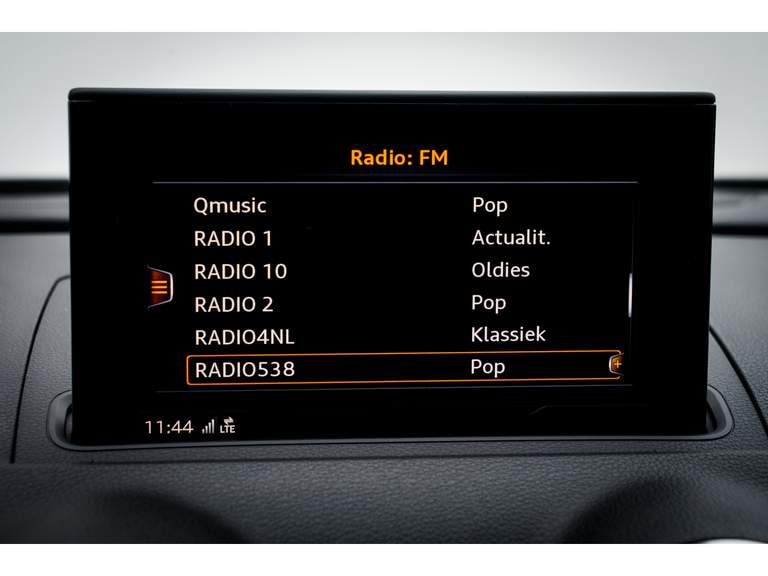 Radio: FM
Qmusic Pop
RADIO 1 Actualit.
RADIO 10 Oldies
RADIO 2 Pop
RADIO4NL Klassiek
RADIO538 Pop
11:44 LTE